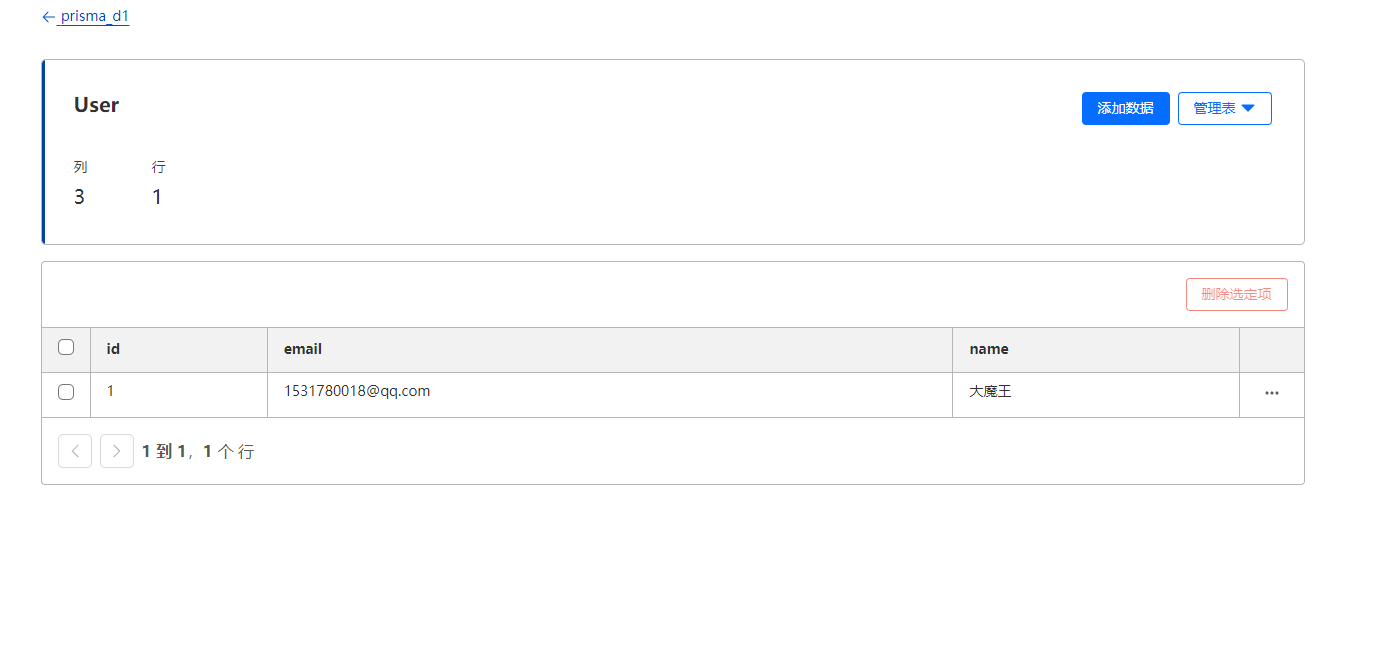 ← prisma_d1
User
添加数据 管理表
列 行
3 1
删除选定项
id email name
1 1531780018@qq.com 大魔王 •••
1 到 1，1 个 行